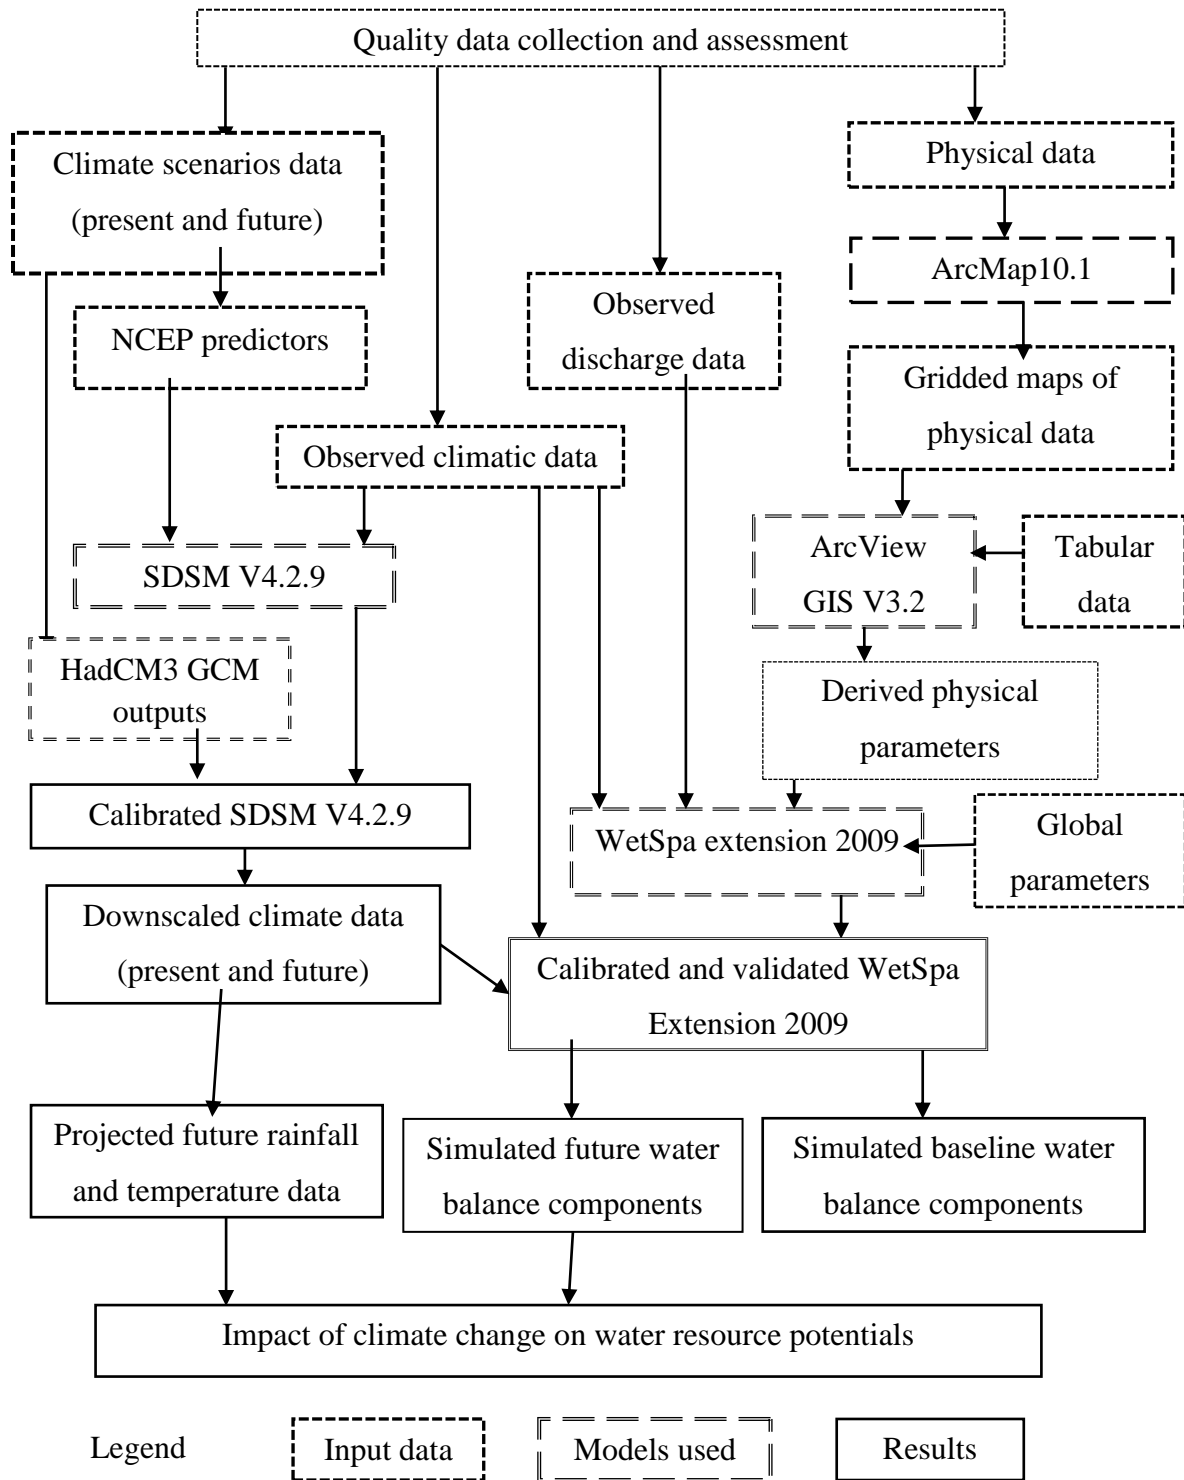 Quality data collection and assessment
Climate scenarios data
(present and future)
Physical data
ArcMap10.1
NCEP predictors
Observed
discharge data
Gridded maps of
physical data
Observed climatic data
SDSM V4.2.9
ArcView
GIS V3.2
Tabular
data
HadCM3 GCM
outputs
Derived physical
parameters
Calibrated SDSM V4.2.9
WetSpa extension 2009
Global
parameters
Downscaled climate data
(present and future)
Calibrated and validated WetSpa
Extension 2009
Projected future rainfall
and temperature data
Simulated future water
balance components
Simulated baseline water
balance components
Impact of climate change on water resource potentials
Legend
Input data
Models used
Results